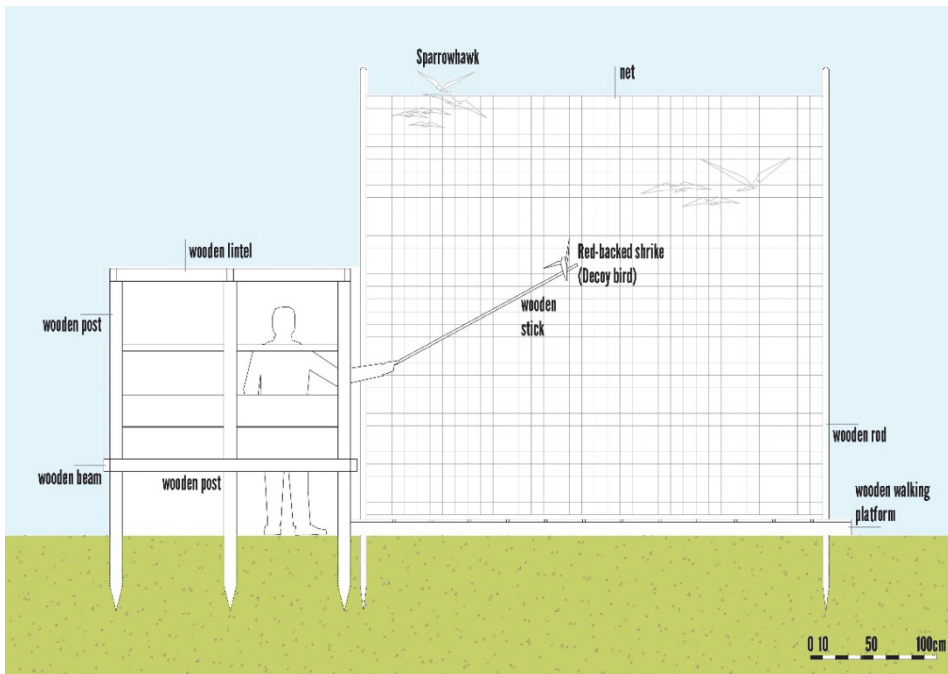 Sparrowhawk
net
wooden lintel
Red-backed shrike
(Decoy bird)
wooden
stick
wooden post
wooden rod
wooden beam
wooden post
wooden walking
platform
0 10 50 100cm